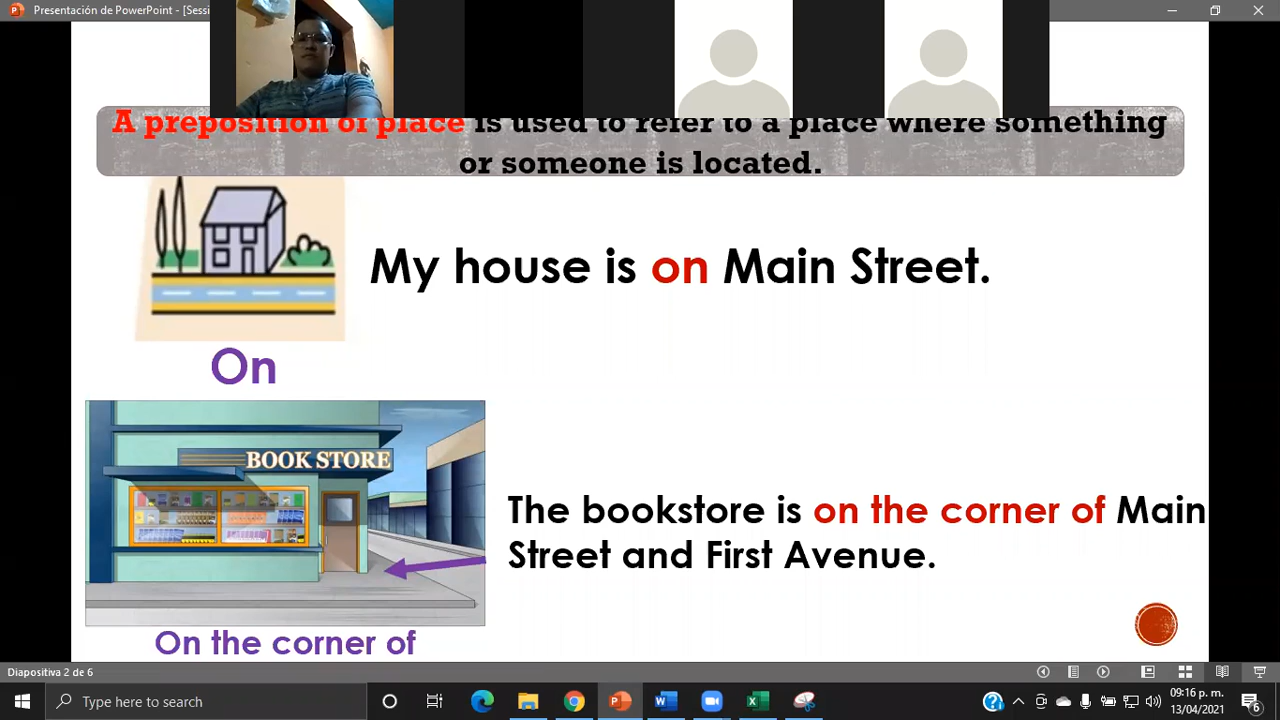 Presentación de PowerPoint - [Sessi
A preposition of place is used to refer to a place where something
or someone is located.
My house is on Main Street.
On
BOOK STORE
The bookstore is on the corner of Main
Street and First Avenue.
On the corner of
Diapositiva 2 de 6
Type here to search
09:16 p. m.
13/04/2021
6